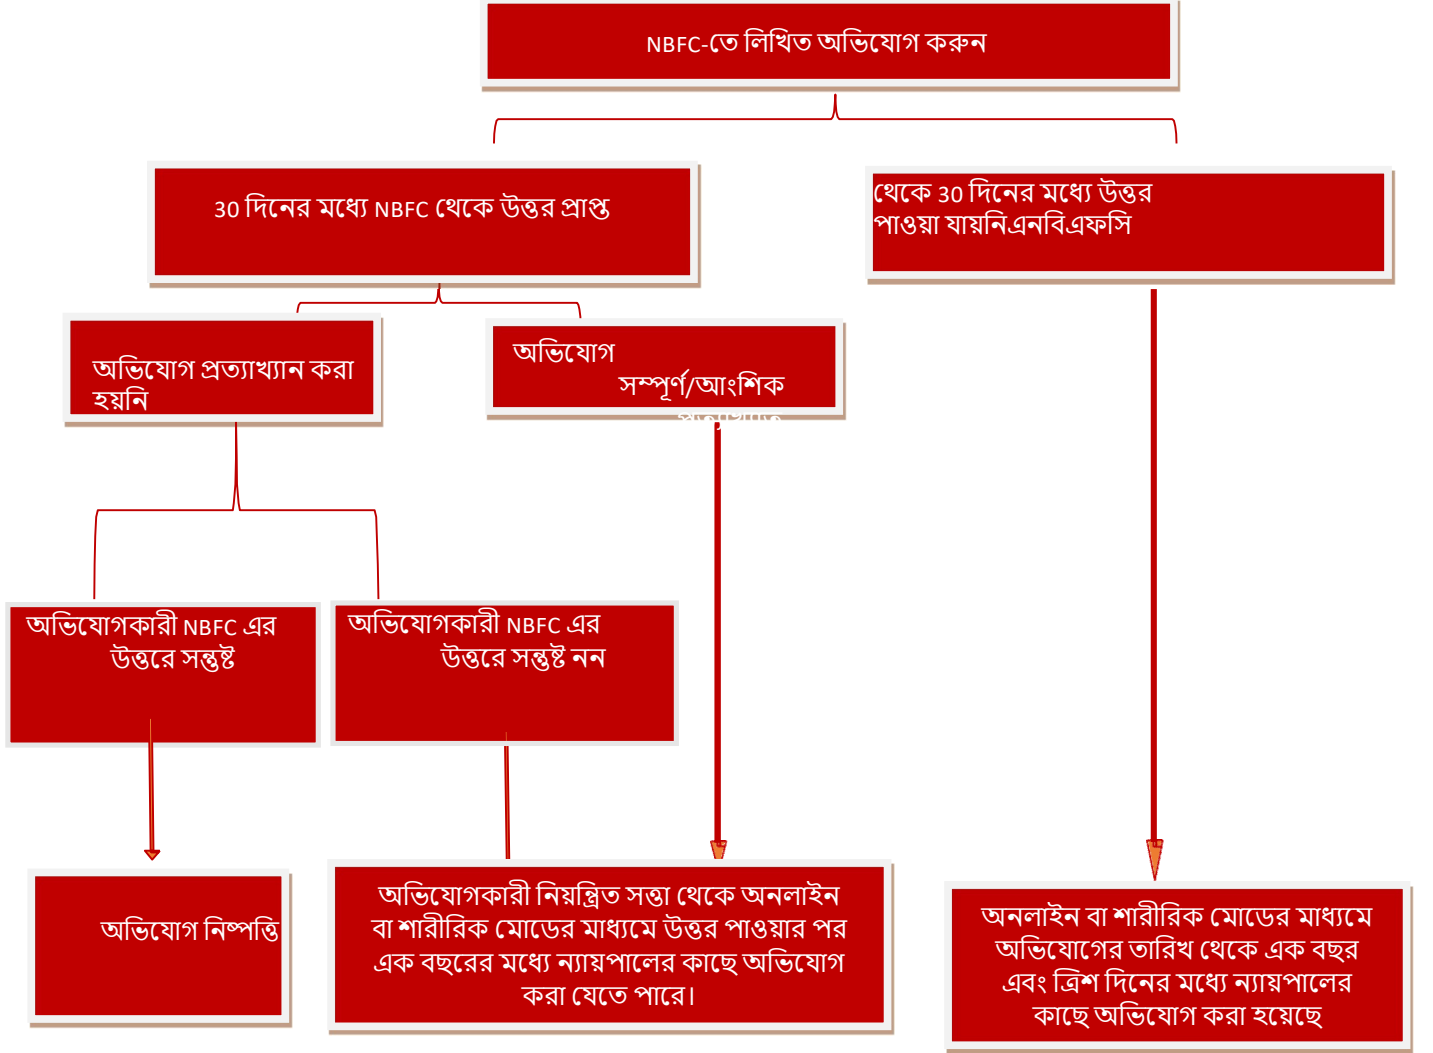 NBFC-তে লিখিত অভিযোগ করুন
30 দিনের মধ্যে NBFC থেকে উত্তর প্রাপ্ত
থেকে 30 দিনের মধ্যে উত্তর
পাওয়া যায়নিএনবিএফসি
অভিযোগ প্রত্যাখ্যান করা
হয়নি
অভিযোগ
সম্পূর্ণ/আংশিক
অভিযোগকারী NBFC এর
উত্তরে সন্তুষ্ট
অভিযোগকারী NBFC এর
উত্তরে সন্তুষ্ট নন
অভিযোগ নিষ্পত্তি
অভিযোগকারী নিয়ন্ত্রিত সত্তা থেকে অনলাইন
বা শারীরিক মোডের মাধ্যমে উত্তর পাওয়ার পর
এক বছরের মধ্যে ন্যায়পালের কাছে অভিযোগ
করা যেতে পারে।
অনলাইন বা শারীরিক মোডের মাধ্যমে
অভিযোগের তারিখ থেকে এক বছর
এবং ত্রিশ দিনের মধ্যে ন্যায়পালের
কাছে অভিযোগ করা হয়েছে